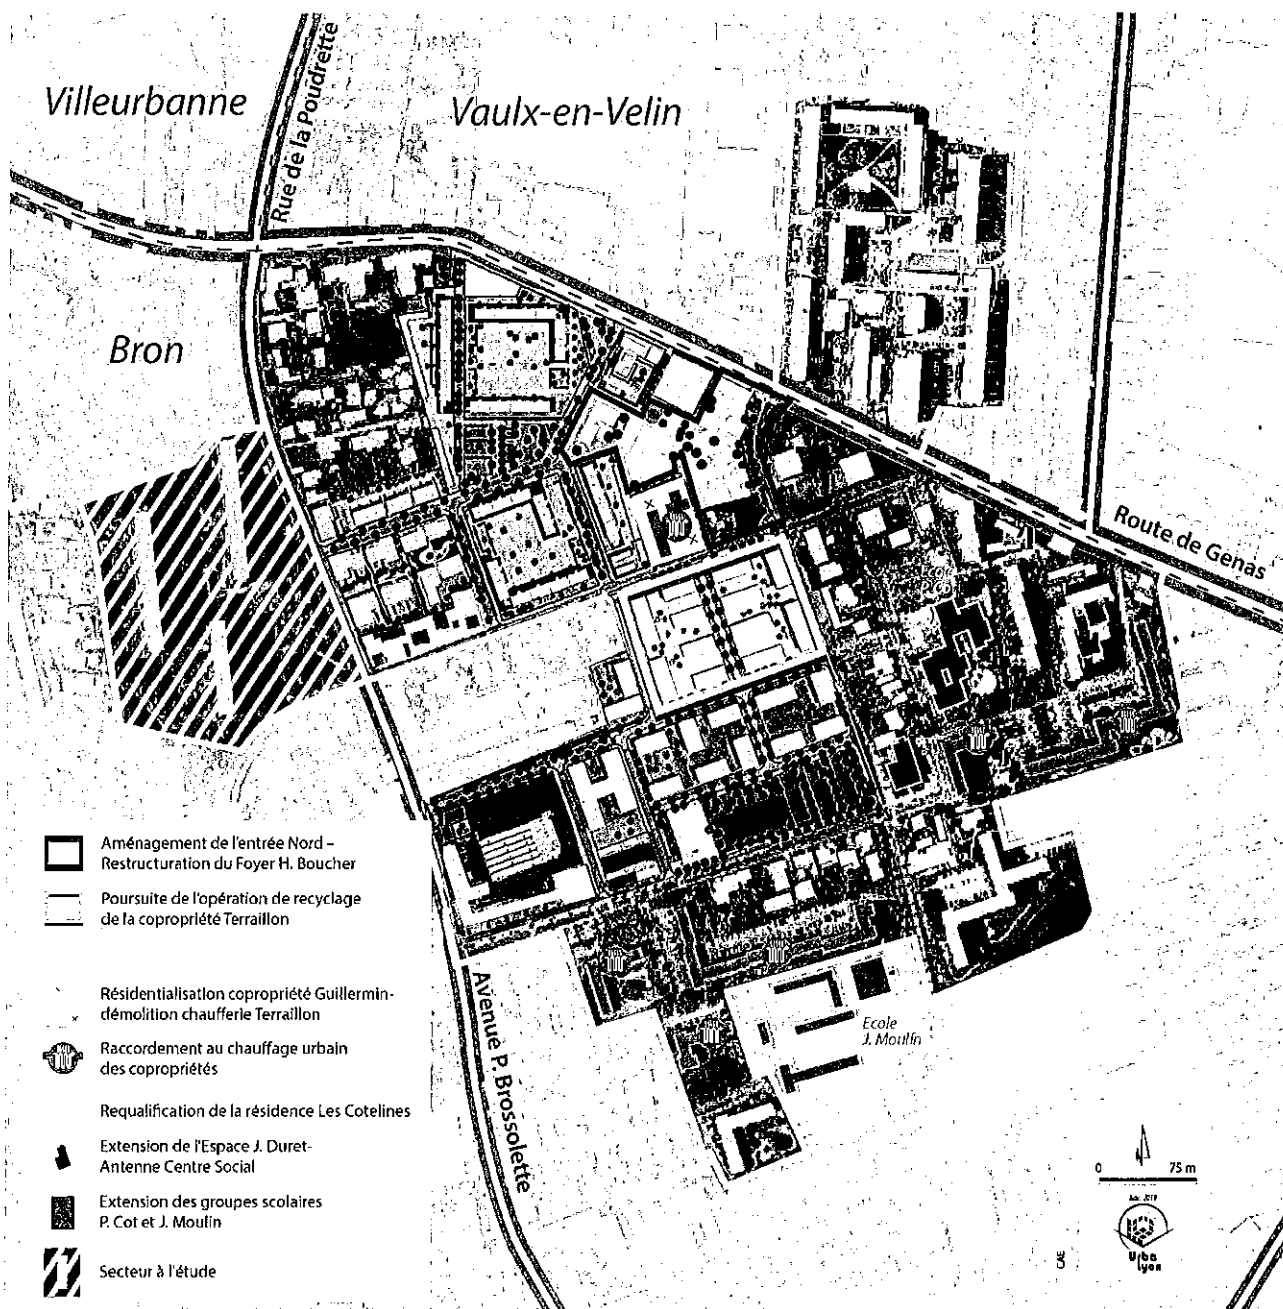 Villeurbanne
Rue de la Poudrette
Vaulx-en-Velin
Bron
Route de Genas
Aménagement de l'entrée Nord –
Restructuration du Foyer H. Boucher
Poursuite de l'opération de recyclage
de la copropriété Terraillon
Résidentialisation copropriété Guillermin-
démolition chaufferie Terraillon
Raccordement au chauffage urbain
des copropriétés
Requalification de la résidence Les Cotelines
Extension de l'Espace J. Duret-
Antenne Centre Social
Extension des groupes scolaires
P. Cot et J. Moulin
Secteur à l'étude
Avenue P. Brossolette
Ecole
J. Moulin
0 75 m
Urba
Lyon
CAE